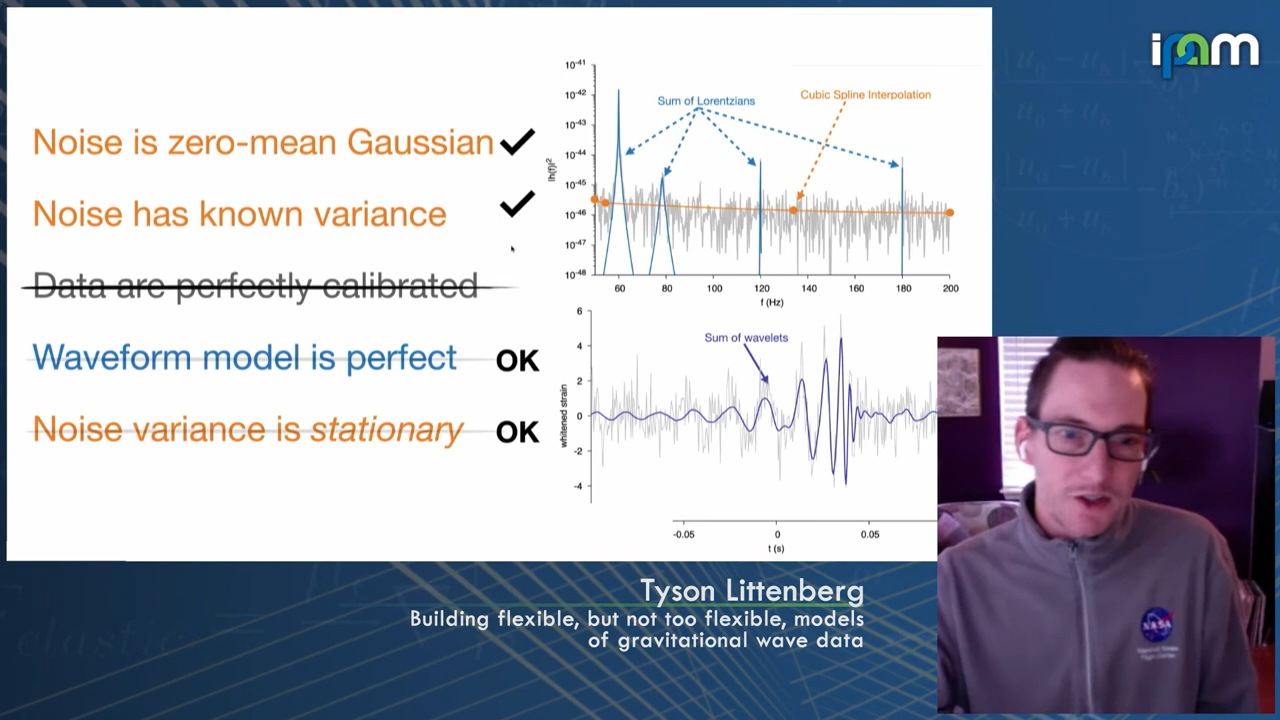 ipam
Noise is zero-mean Gaussian
Noise has known variance
Data are perfectly calibrated
Waveform model is perfect OK
Noise variance is stationary OK
Sum of Lorentzians
Cubic Spline Interpolation
|h(f)|²
10⁻⁴¹
10⁻⁴²
10⁻⁴³
10⁻⁴⁴
10⁻⁴⁵
10⁻⁴⁶
10⁻⁴⁷
10⁻⁴⁸
60 80 100 120 140 160 180 200
f (Hz)
Sum of wavelets
whitened strain
6
4
2
0
-2
-4
-0.05 0 0.05
t (s)
Tyson Littenberg
Building flexible, but not too flexible, models
of gravitational wave data
NASA
elastic